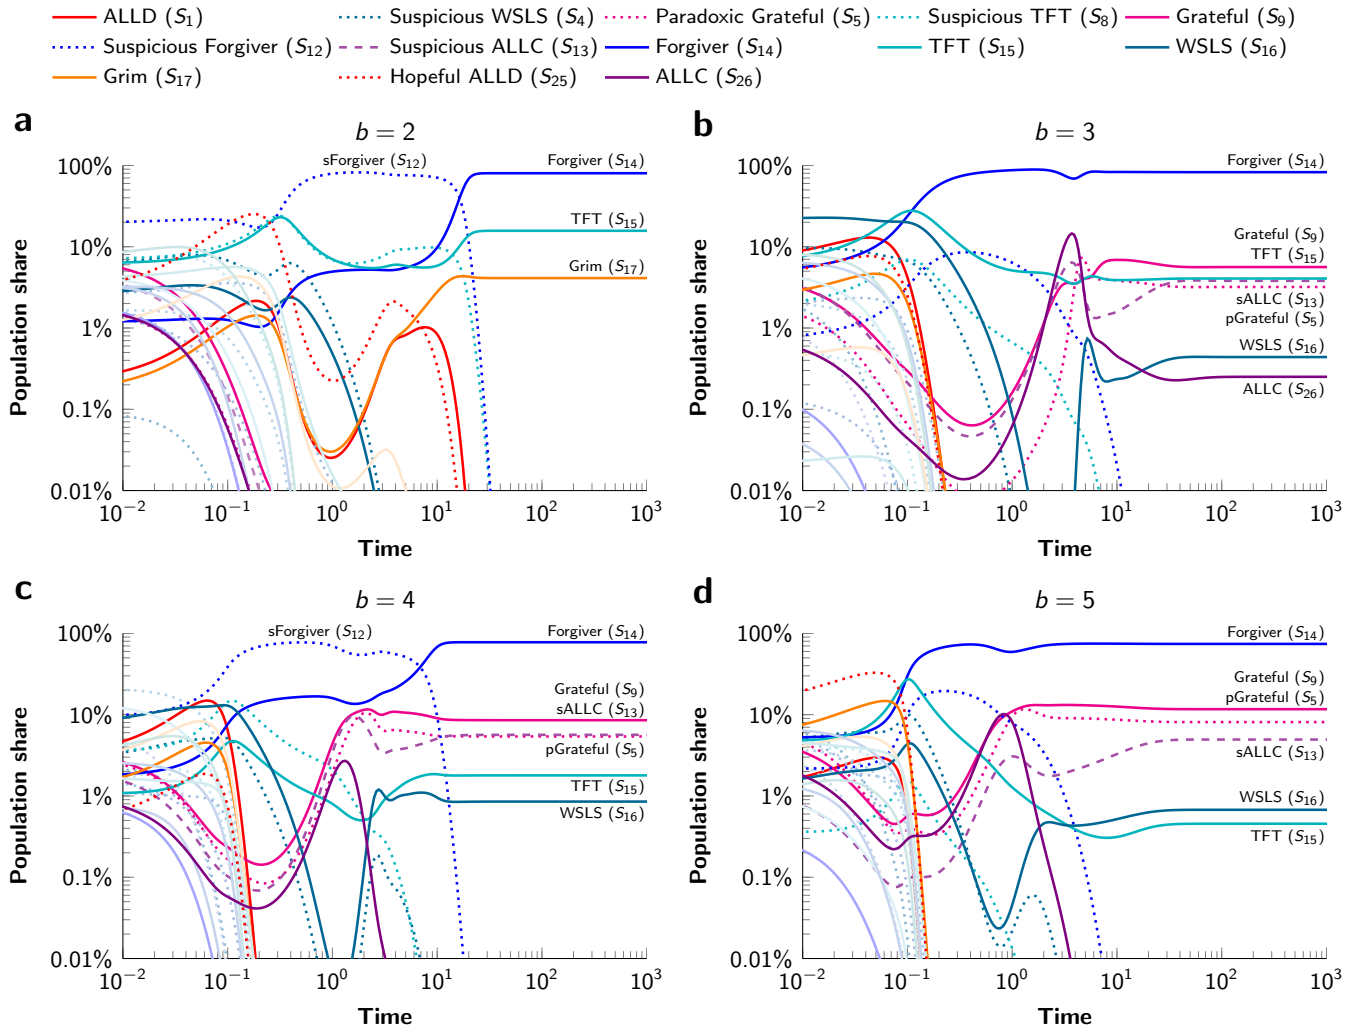 ALLD (S1) Suspicious WSLS (S4) Paradoxic Grateful (S5) Suspicious TFT (S8) Grateful (S9)
Suspicious Forgiver (S12) Suspicious ALLC (S13) Forgiver (S14) TFT (S15) WSLS (S16)
Grim (S17) Hopeful ALLD (S25) ALLC (S26)
a
b = 2
Population share
100%
10%
1%
0.1%
0.01%
sForgiver (S12)
Forgiver (S14)
TFT (S15)
Grim (S17)
10−2 10−1 100 101 102 103
Time
b
b = 3
Population share
100%
10%
1%
0.1%
0.01%
Forgiver (S14)
Grateful (S9)
TFT (S15)
sALLC (S13)
pGrateful (S5)
WSLS (S16)
ALLC (S26)
10−2 10−1 100 101 102 103
Time
c
b = 4
Population share
100%
10%
1%
0.1%
0.01%
sForgiver (S12)
Forgiver (S14)
Grateful (S9)
sALLC (S13)
pGrateful (S5)
TFT (S15)
WSLS (S16)
10−2 10−1 100 101 102 103
Time
d
b = 5
Population share
100%
10%
1%
0.1%
0.01%
Forgiver (S14)
Grateful (S9)
pGrateful (S5)
sALLC (S13)
WSLS (S16)
TFT (S15)
10−2 10−1 100 101 102 103
Time